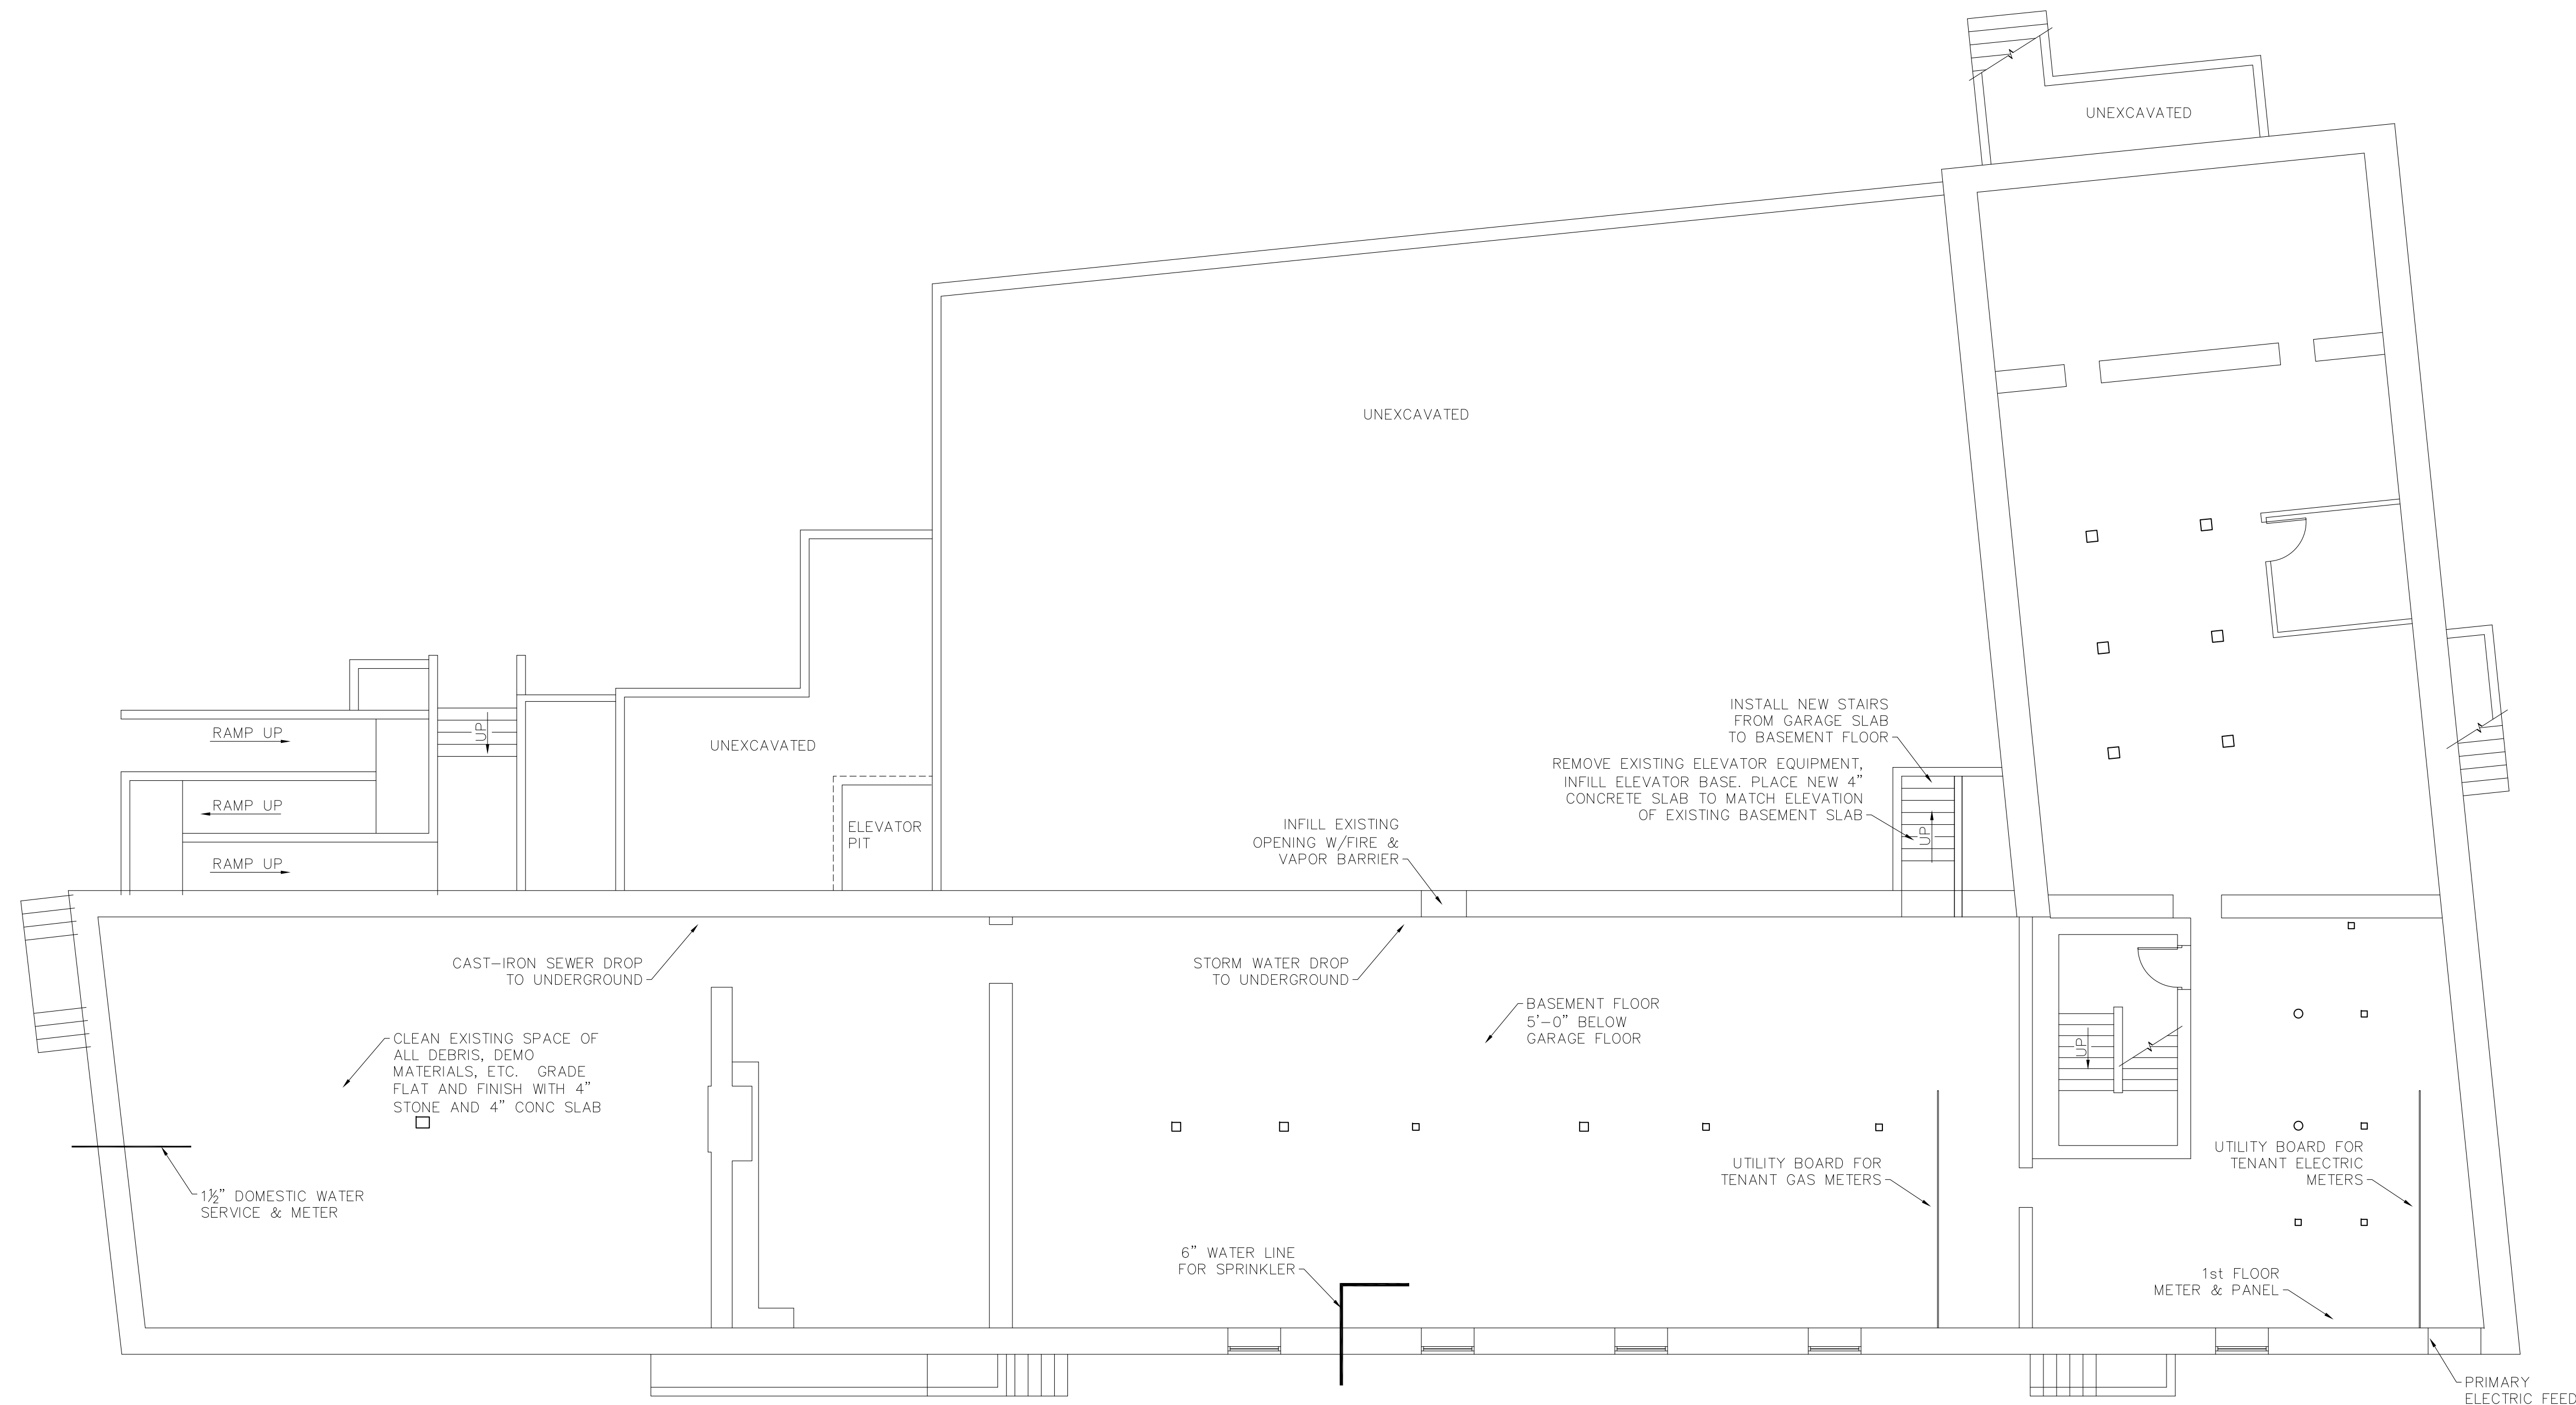 UNEXCAVATED
UNEXCAVATED
INSTALL NEW STAIRS
FROM GARAGE SLAB
TO BASEMENT FLOOR
RAMP UP
UP
UNEXCAVATED
REMOVE EXISTING ELEVATOR EQUIPMENT,
INFILL ELEVATOR BASE. PLACE NEW 4"
CONCRETE SLAB TO MATCH ELEVATION
OF EXISTING BASEMENT SLAB
UP
RAMP UP
ELEVATOR
PIT
INFILL EXISTING
OPENING W/FIRE &
VAPOR BARRIER
RAMP UP
CAST-IRON SEWER DROP
TO UNDERGROUND
STORM WATER DROP
TO UNDERGROUND
BASEMENT FLOOR
5'-0" BELOW
GARAGE FLOOR
CLEAN EXISTING SPACE OF
ALL DEBRIS, DEMO
MATERIALS, ETC. GRADE
FLAT AND FINISH WITH 4"
STONE AND 4" CONC SLAB
UP
UTILITY BOARD FOR
TENANT GAS METERS
UTILITY BOARD FOR
TENANT ELECTRIC
METERS
1½" DOMESTIC WATER
SERVICE & METER
6" WATER LINE
FOR SPRINKLER
1st FLOOR
METER & PANEL
PRIMARY
ELECTRIC FEED